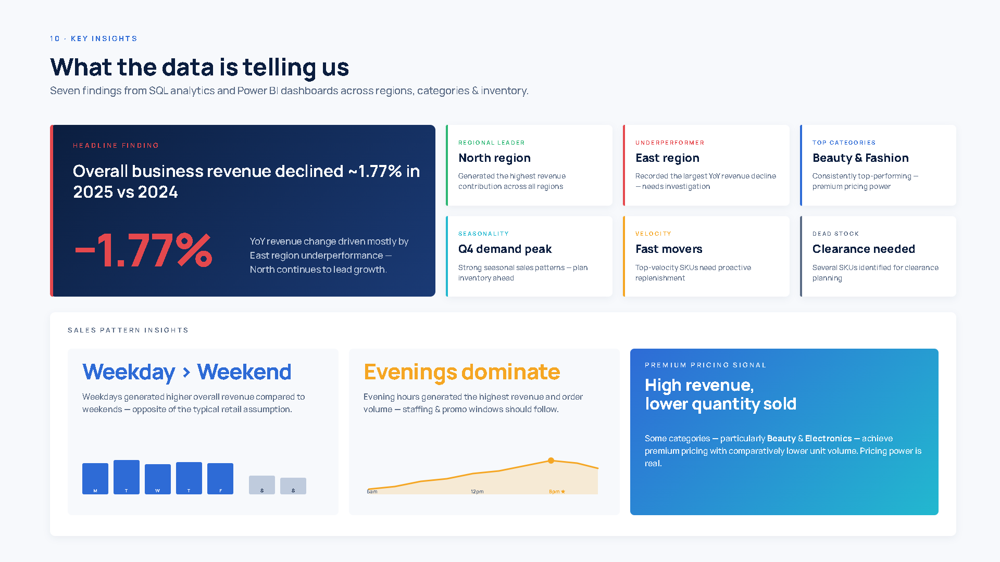 10 · KEY INSIGHTS
What the data is telling us
Seven findings from SQL analytics and Power BI dashboards across regions, categories & inventory.
HEADLINE FINDING
Overall business revenue declined ~1.77% in
2025 vs 2024
−1.77%
YoY revenue change driven mostly by
East region underperformance —
North continues to lead growth.
REGIONAL LEADER
North region
Generated the highest revenue
contribution across all regions
UNDERPERFORMER
East region
Recorded the largest YoY revenue decline
— needs investigation
TOP CATEGORIES
Beauty & Fashion
Consistently top-performing —
premium pricing power
SEASONALITY
Q4 demand peak
Strong seasonal sales patterns — plan
inventory ahead
VELOCITY
Fast movers
Top-velocity SKUs need proactive
replenishment
DEAD STOCK
Clearance needed
Several SKUs identified for clearance
planning
SALES PATTERN INSIGHTS
Weekday > Weekend
Weekdays generated higher overall revenue compared to
weekends — opposite of the typical retail assumption.
M T W T F S S
Evenings dominate
Evening hours generated the highest revenue and order
volume — staffing & promo windows should follow.
6am 12pm 8pm ★
PREMIUM PRICING SIGNAL
High revenue,
lower quantity sold
Some categories — particularly Beauty & Electronics — achieve
premium pricing with comparatively lower unit volume. Pricing power is
real.